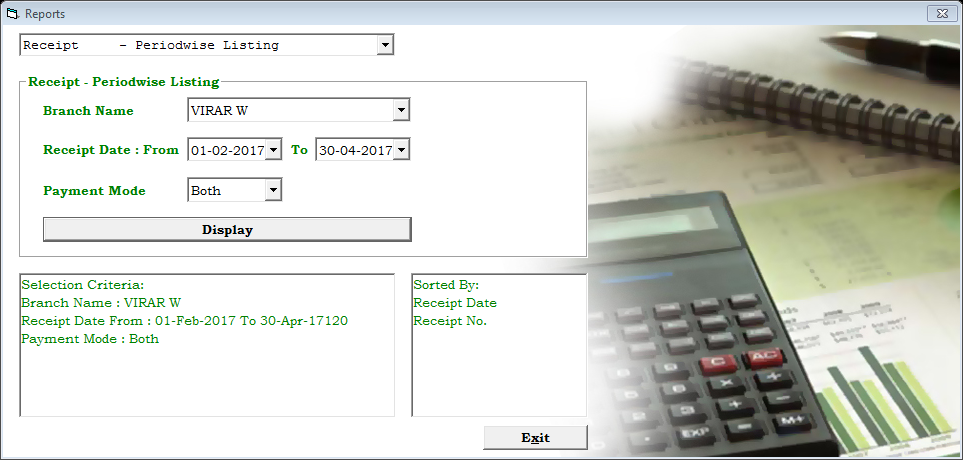 Reports
Receipt - Periodwise Listing
Receipt - Periodwise Listing
Branch Name VIRAR W
Receipt Date : From 01-02-2017 To 30-04-2017
Payment Mode Both
Display
Selection Criteria:
Branch Name : VIRAR W
Receipt Date From : 01-Feb-2017 To 30-Apr-17120
Payment Mode : Both
Sorted By:
Receipt Date
Receipt No.
Exit
C AC
EXP M+